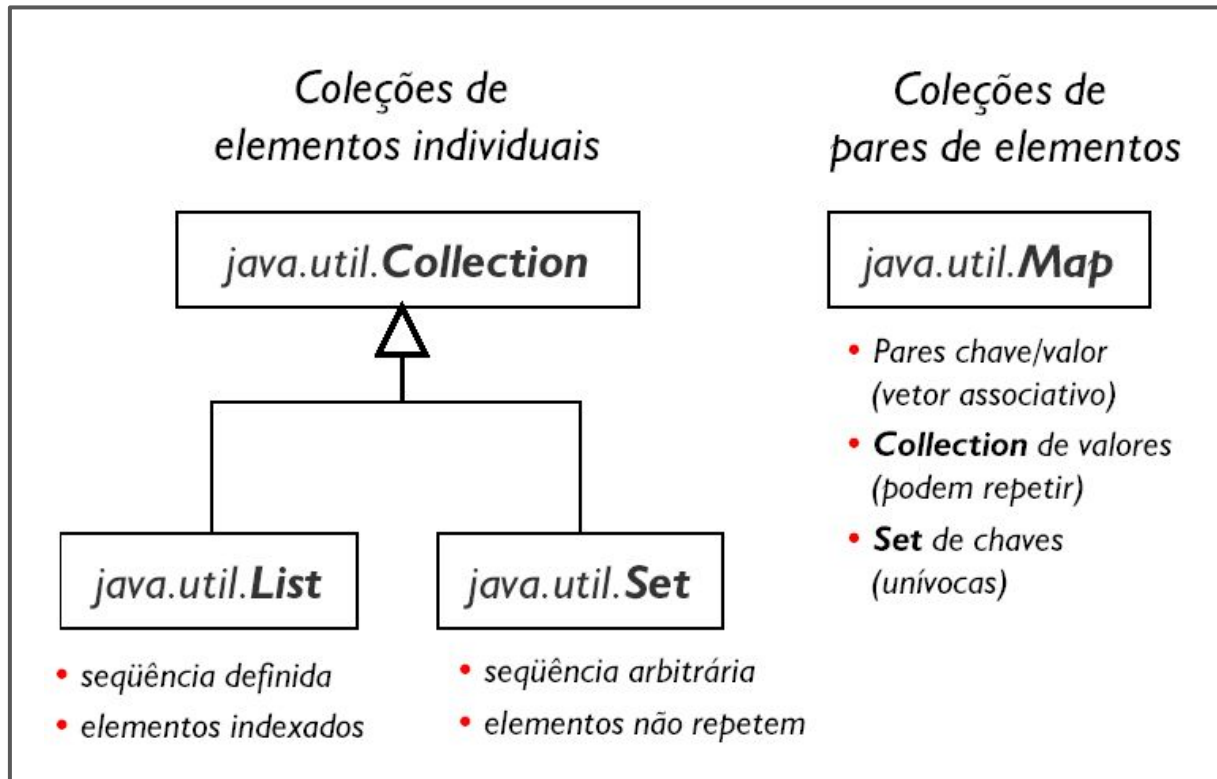 Coleções de
elementos individuais
java.util.Collection
java.util.List
• seqüência definida
• elementos indexados
java.util.Set
• seqüência arbitrária
• elementos não repetem
Coleções de
pares de elementos
java.util.Map
• Pares chave/valor
(vetor associativo)
• Collection de valores
(podem repetir)
• Set de chaves
(unívocas)